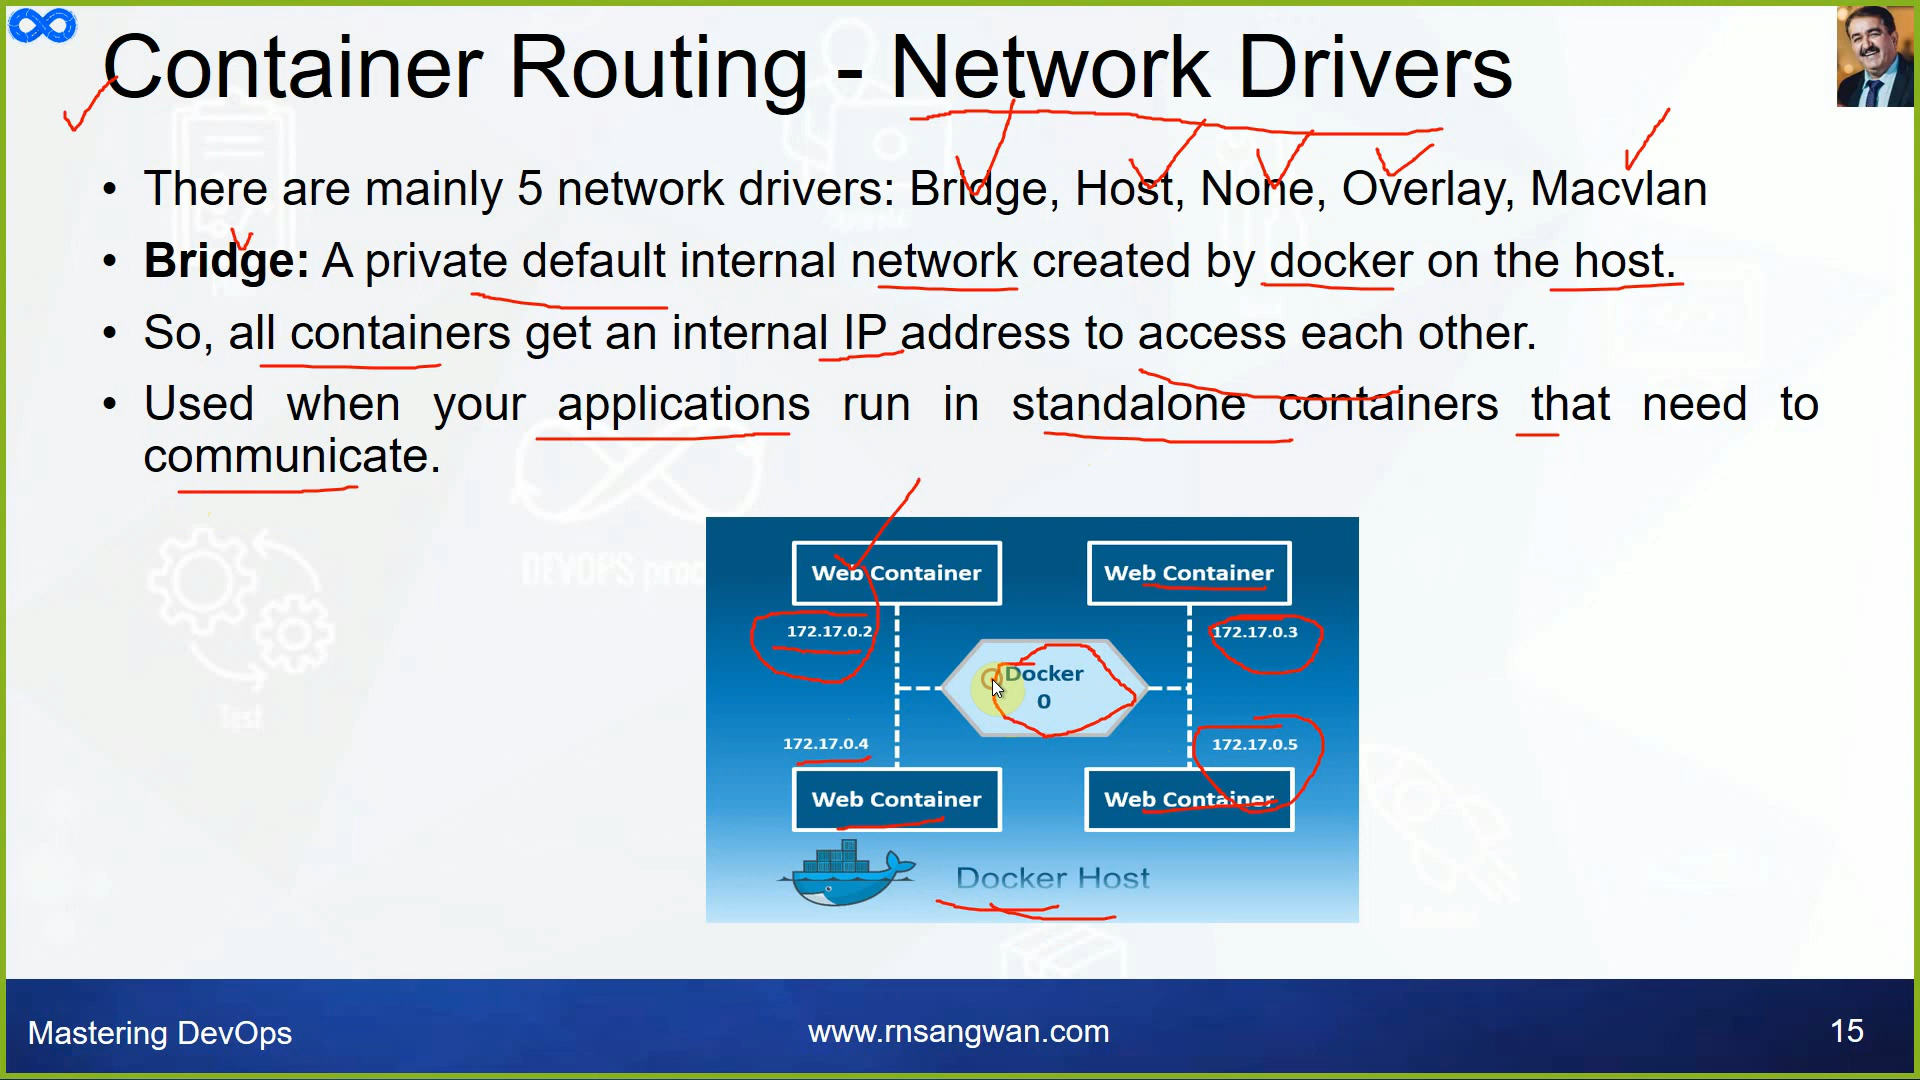 Container Routing - Network Drivers
• There are mainly 5 network drivers: Bridge, Host, None, Overlay, Macvlan
• Bridge: A private default internal network created by docker on the host.
• So, all containers get an internal IP address to access each other.
• Used when your applications run in standalone containers that need to
communicate.
DEVOPS proc
Test
Web Container
Web Container
172.17.0.2
172.17.0.3
Docker
0
172.17.0.4
172.17.0.5
Web Container
Web Container
Docker Host
Mastering DevOps
www.rnsangwan.com
15